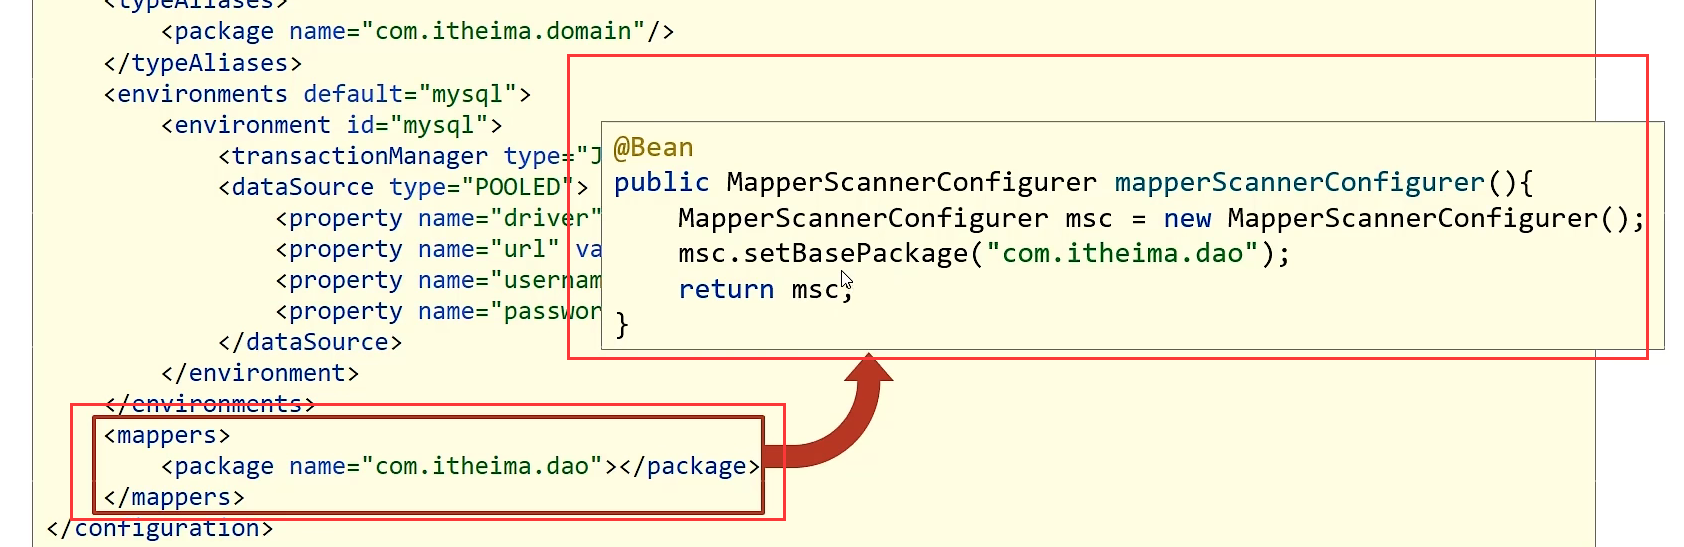 <typeAliases>
<package name="com.itheima.domain"/>
</typeAliases>
<environments default="mysql">
<environment id="mysql">
<transactionManager type="J
<dataSource type="POOLED">
<property name="driver"
<property name="url" va
<property name="usernam
<property name="passwor
</dataSource>
</environment>
</environments>
<mappers>
<package name="com.itheima.dao"></package>
</mappers>
</configuration>
@Bean
public MapperScannerConfigurer mapperScannerConfigurer(){
MapperScannerConfigurer msc = new MapperScannerConfigurer();
msc.setBasePackage("com.itheima.dao");
return msc;
}